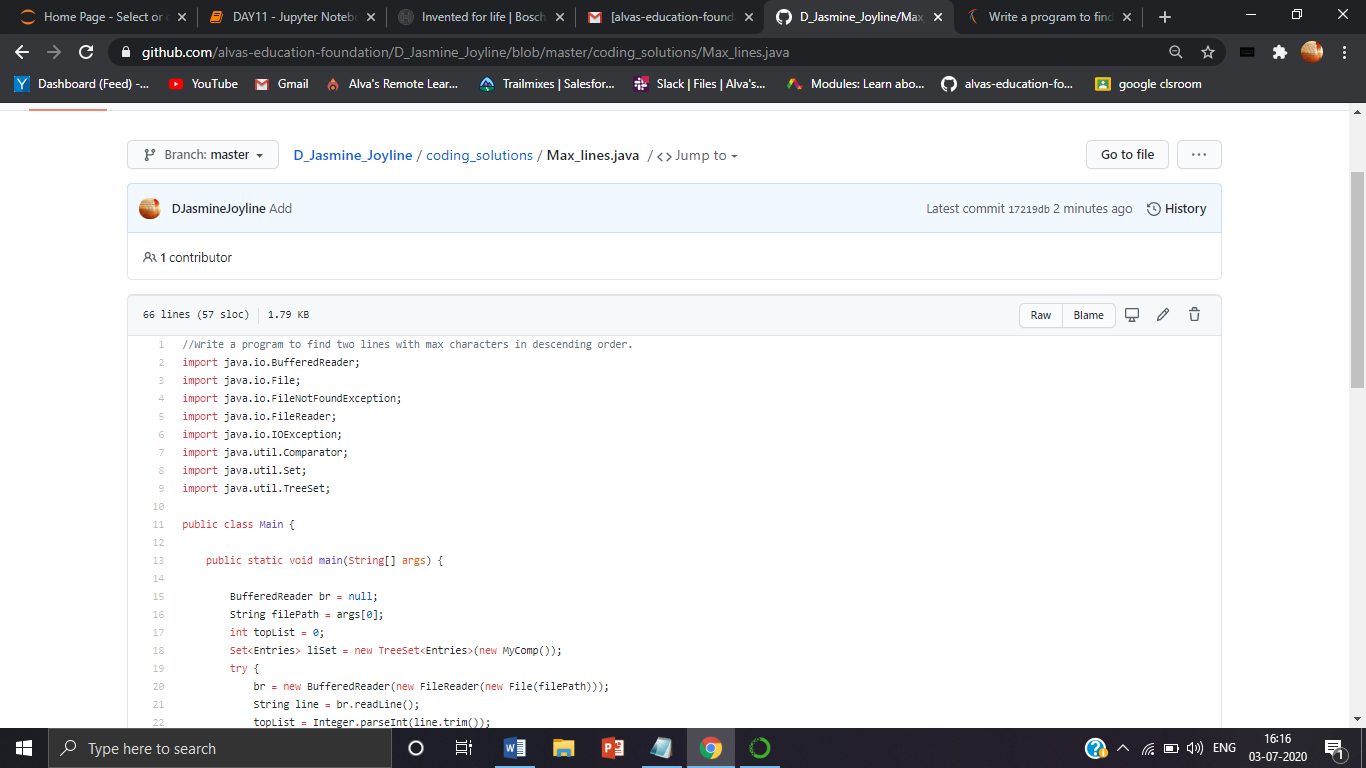 Home Page - Select or
DAY11 - Jupyter Noteb
Invented for life | Bosch
[alvas-education-found
D_Jasmine_Joyline/Max
Write a program to find
github.com/alvas-education-foundation/D_Jasmine_Joyline/blob/master/coding_solutions/Max_lines.java
Dashboard (Feed) -... YouTube Gmail Alva's Remote Lear... Trailmixes | Salesfor... Slack | Files | Alva's... Modules: Learn abo... alvas-education-fo... google clsroom
Branch: master D_Jasmine_Joyline / coding_solutions / Max_lines.java / <> Jump to Go to file ...
DJasmineJoyline Add Latest commit 17219db 2 minutes ago History
1 contributor
66 lines (57 sloc) 1.79 KB Raw Blame
1 //Write a program to find two lines with max characters in descending order.
2 import java.io.BufferedReader;
3 import java.io.File;
4 import java.io.FileNotFoundException;
5 import java.io.FileReader;
6 import java.io.IOException;
7 import java.util.Comparator;
8 import java.util.Set;
9 import java.util.TreeSet;
10
11 public class Main {
12
13 public static void main(String[] args) {
14
15 BufferedReader br = null;
16 String filePath = args[0];
17 int topList = 0;
18 Set<Entries> liSet = new TreeSet<Entries>(new MyComp());
19 try {
20 br = new BufferedReader(new FileReader(new File(filePath)));
21 String line = br.readLine();
22 topList = Integer.parseInt(line.trim());
Type here to search
ENG
16:16
03-07-2020
1